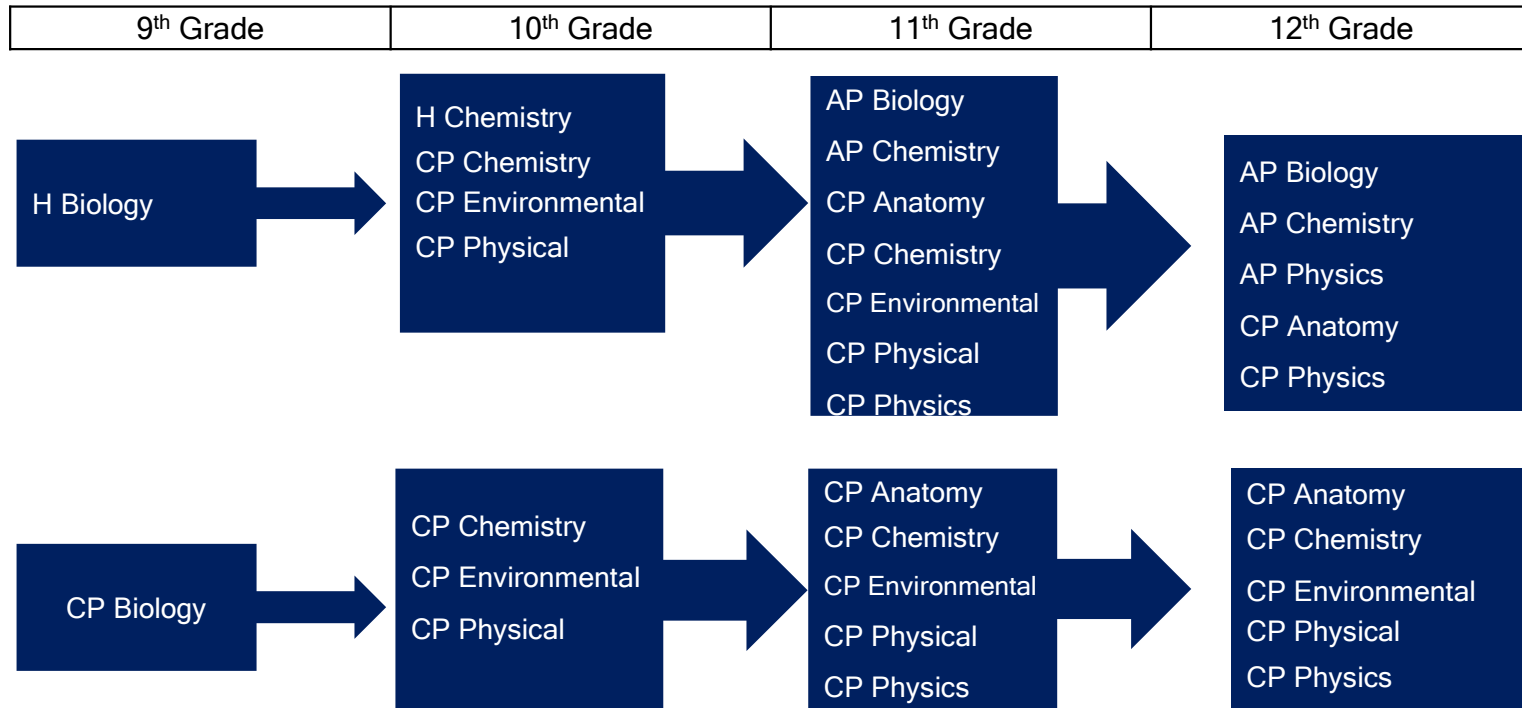 9th Grade
10th Grade
11th Grade
12th Grade
H Biology
H Chemistry
CP Chemistry
CP Environmental
CP Physical
AP Biology
AP Chemistry
CP Anatomy
CP Chemistry
CP Environmental
CP Physical
CP Physics
AP Biology
AP Chemistry
AP Physics
CP Anatomy
CP Physics
CP Biology
CP Chemistry
CP Environmental
CP Physical
CP Anatomy
CP Chemistry
CP Environmental
CP Physical
CP Physics
CP Anatomy
CP Chemistry
CP Environmental
CP Physical
CP Physics